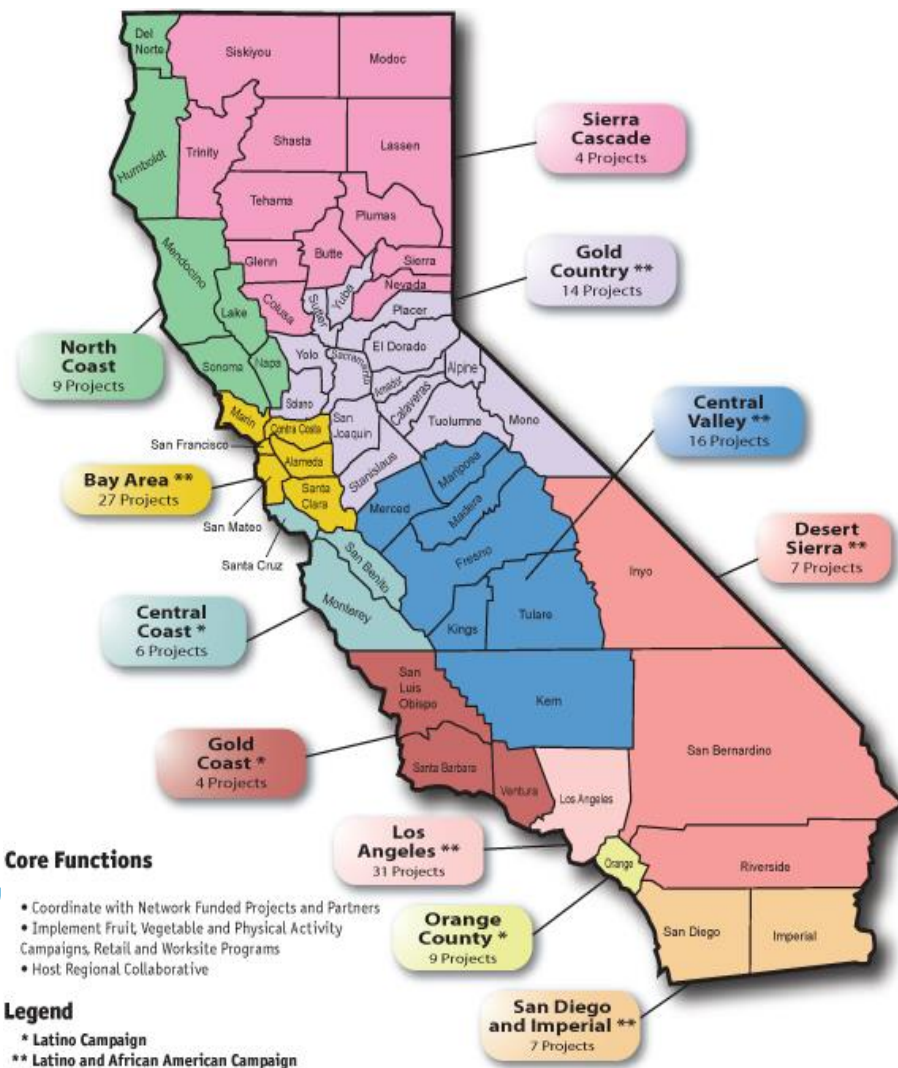 Del
Norte
Siskiyou
Modoc
Humboldt
Trinity
Shasta
Lassen
Tehama
Plumas
Mendocino
Glenn
Butte
Sierra
Lake
Colusa
Sutter
Yuba
Nevada
Placer
Sonoma
Napa
Yolo
Sacramento
El Dorado
Alpine
Solano
Amador
Calaveras
Marin
Contra Costa
San
Joaquin
Tuolumne
Mono
San Francisco
Alameda
Stanislaus
Mariposa
Santa
Clara
Merced
Madera
San Mateo
Santa Cruz
San Benito
Fresno
Inyo
Monterey
Kings
Tulare
San
Luis
Obispo
Kern
San Bernardino
Santa Barbara
Ventura
Los Angeles
Orange
Riverside
San Diego
Imperial
Sierra
Cascade
4 Projects
Gold
Country **
14 Projects
North
Coast
9 Projects
Central
Valley **
16 Projects
Bay Area **
27 Projects
Desert
Sierra **
7 Projects
Central
Coast *
6 Projects
Gold
Coast *
4 Projects
Los
Angeles **
31 Projects
Orange
County *
9 Projects
San Diego
and Imperial **
7 Projects
Core Functions
• Coordinate with Network Funded Projects and Partners
• Implement Fruit, Vegetable and Physical Activity
Campaigns, Retail and Worksite Programs
• Host Regional Collaborative
Legend
* Latino Campaign
** Latino and African American Campaign